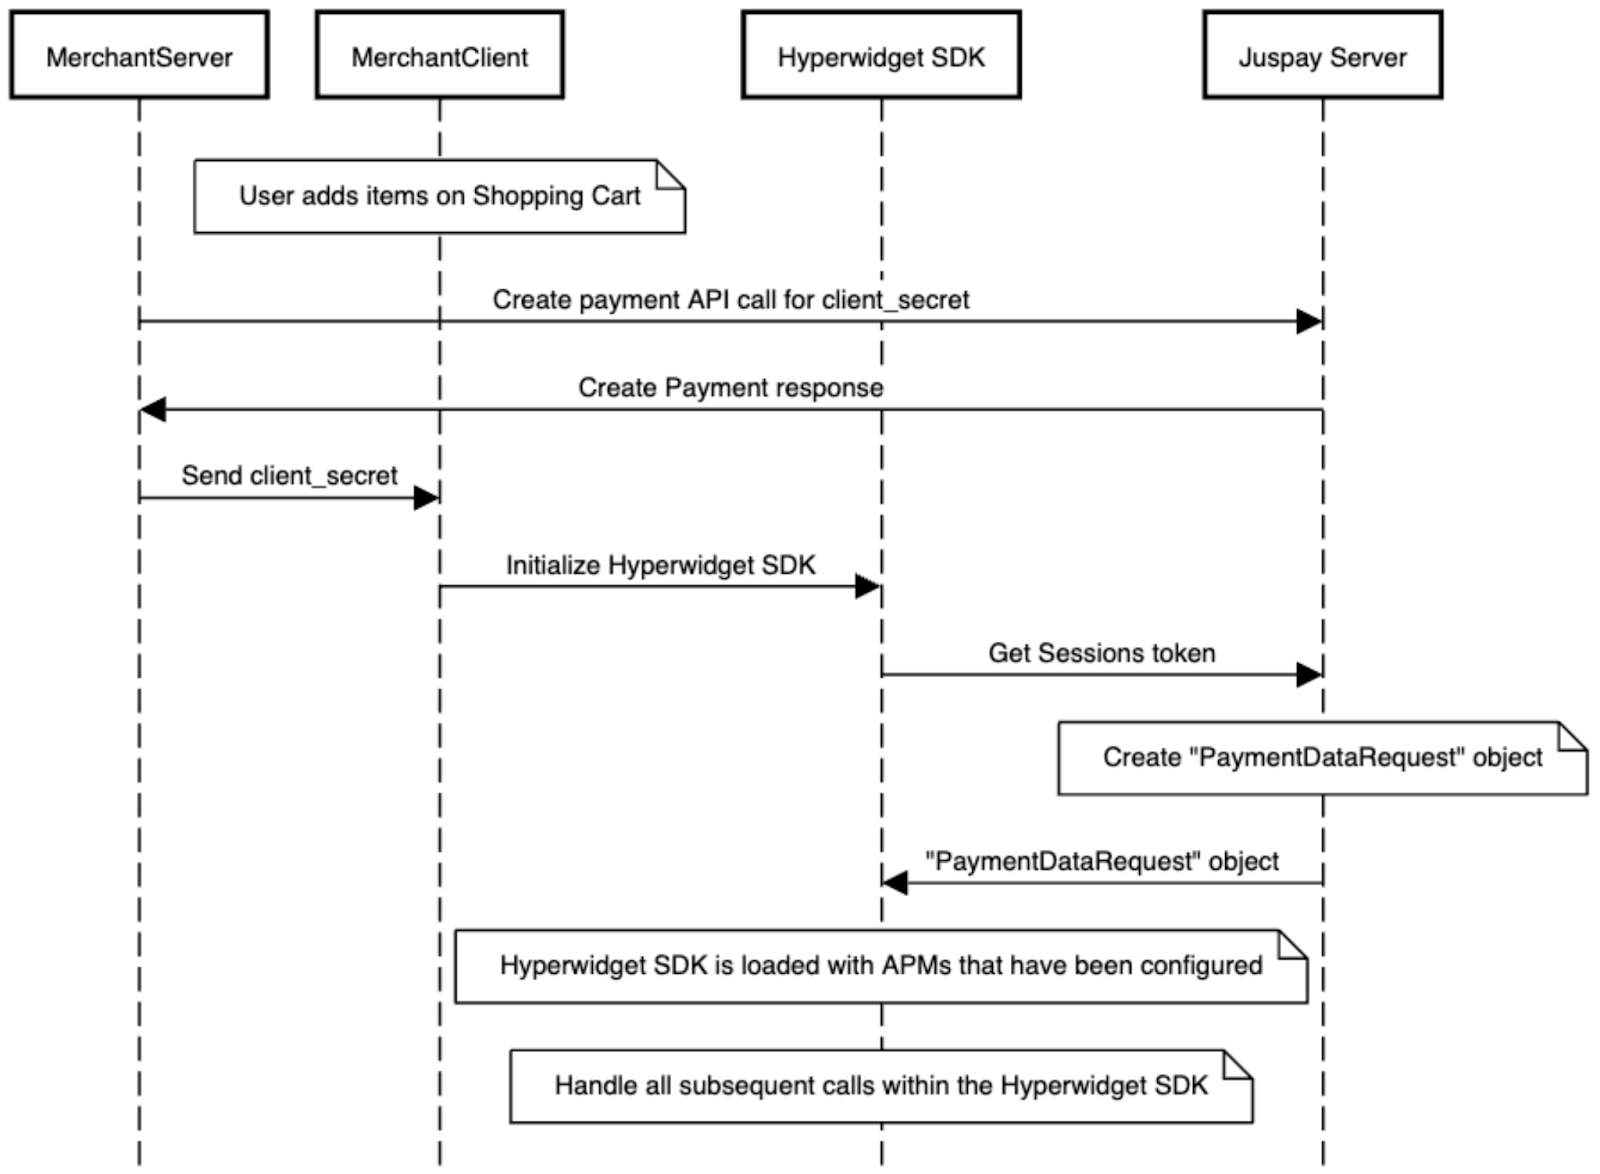 MerchantServer
MerchantClient
Hyperwidget SDK
Juspay Server
User adds items on Shopping Cart
Create payment API call for client_secret
Create Payment response
Send client_secret
Initialize Hyperwidget SDK
Get Sessions token
Create "PaymentDataRequest" object
"PaymentDataRequest" object
Hyperwidget SDK is loaded with APMs that have been configured
Handle all subsequent calls within the Hyperwidget SDK